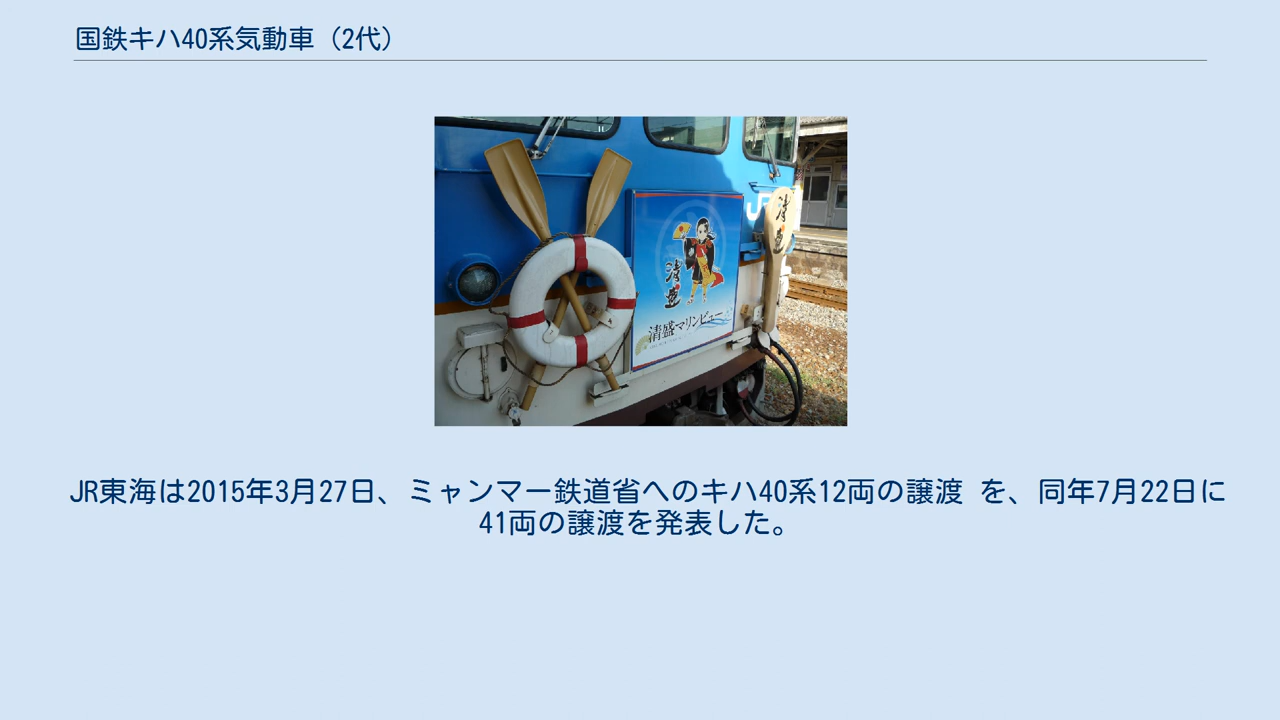 国鉄キハ40系気動車（2代）
JR
清盛
清盛
清盛マリンビュー
JR東海は2015年3月27日、ミャンマー鉄道省へのキハ40系12両の譲渡 を、同年7月22日に
41両の譲渡を発表した。